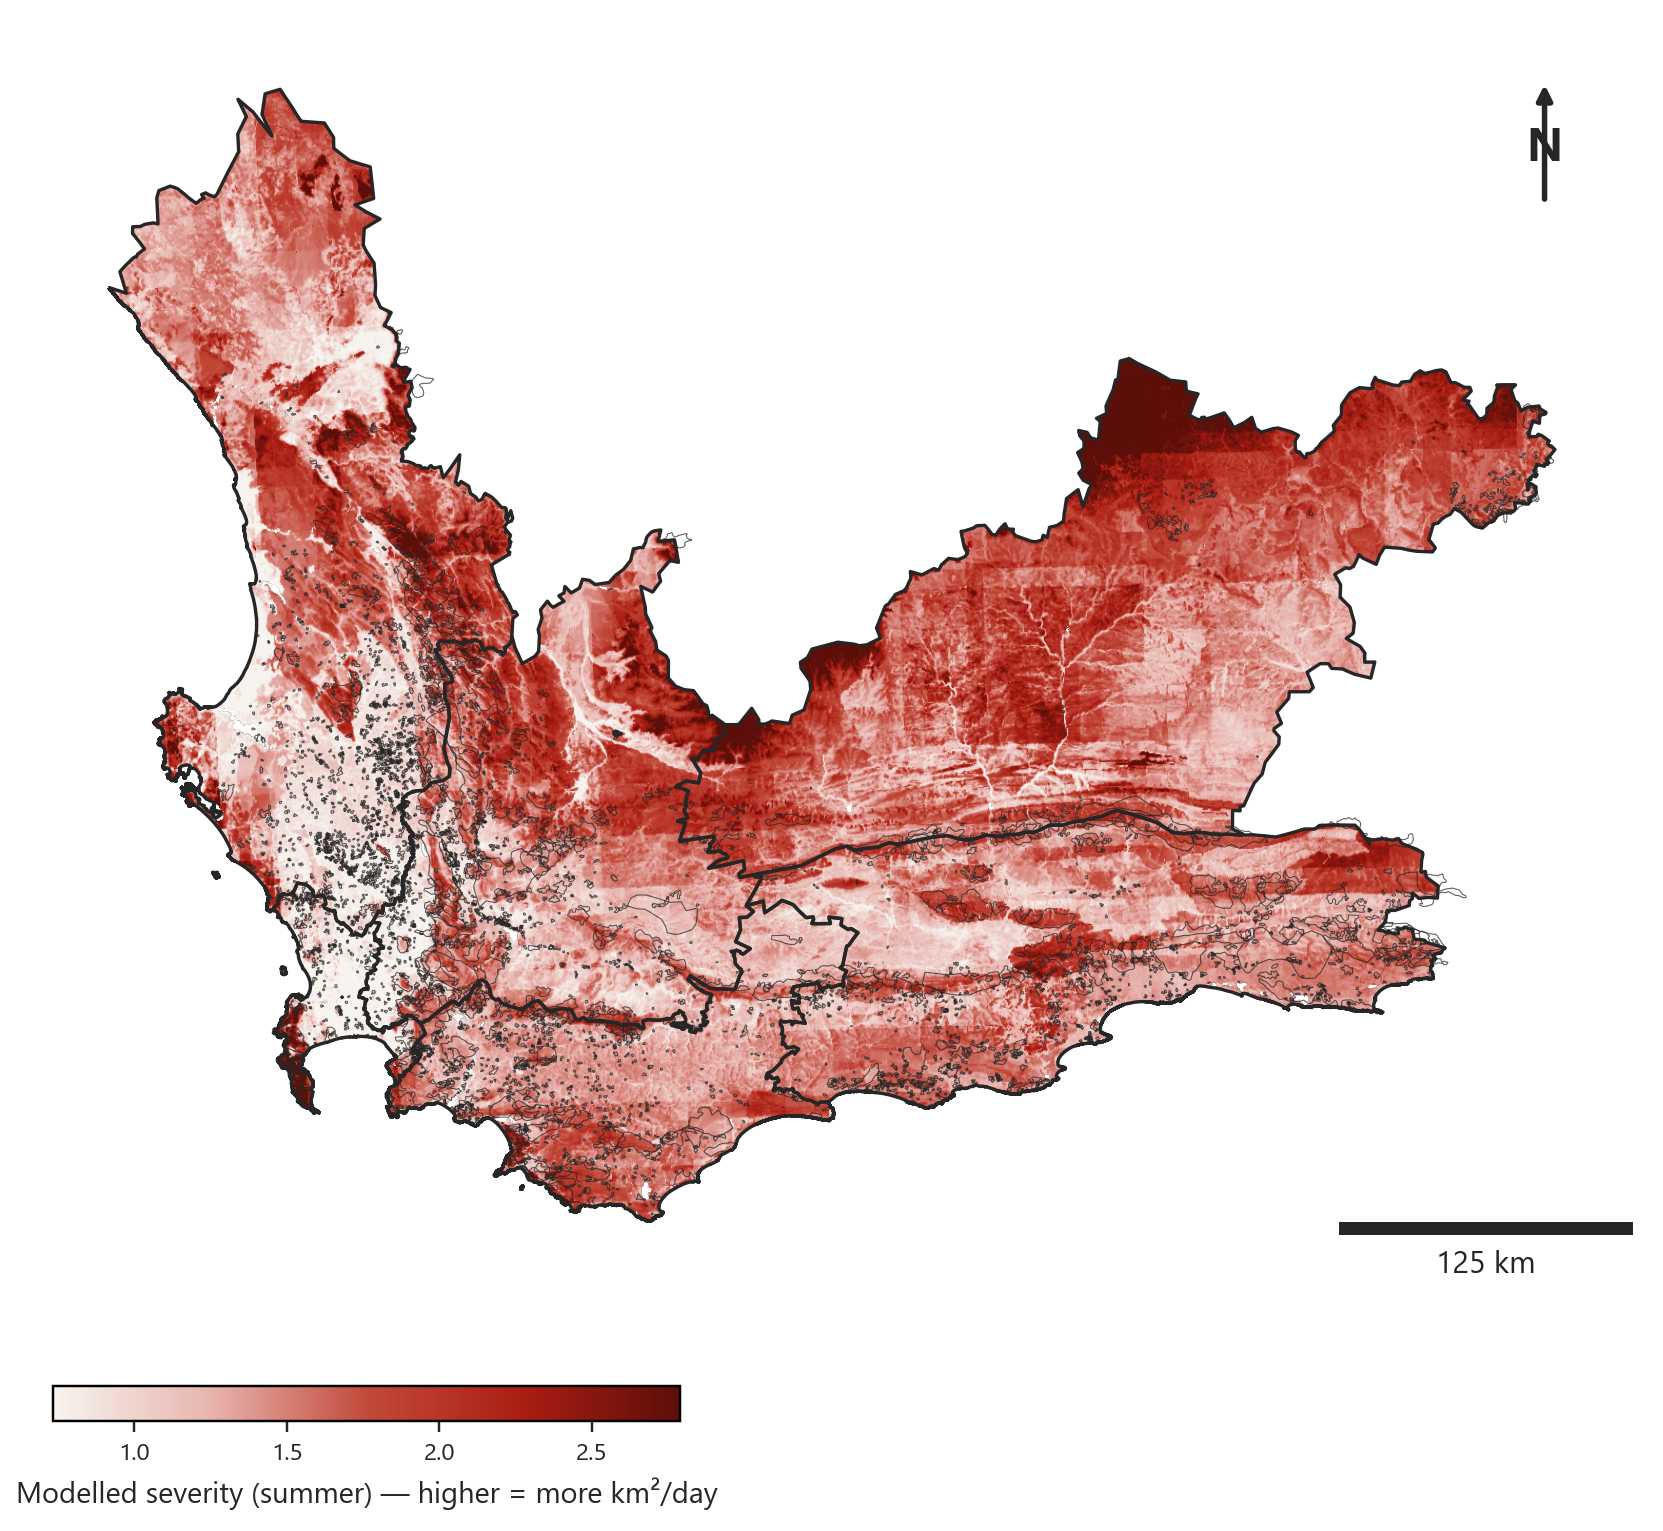 N
125 km
1.0 1.5 2.0 2.5
Modelled severity (summer) — higher = more km²/day